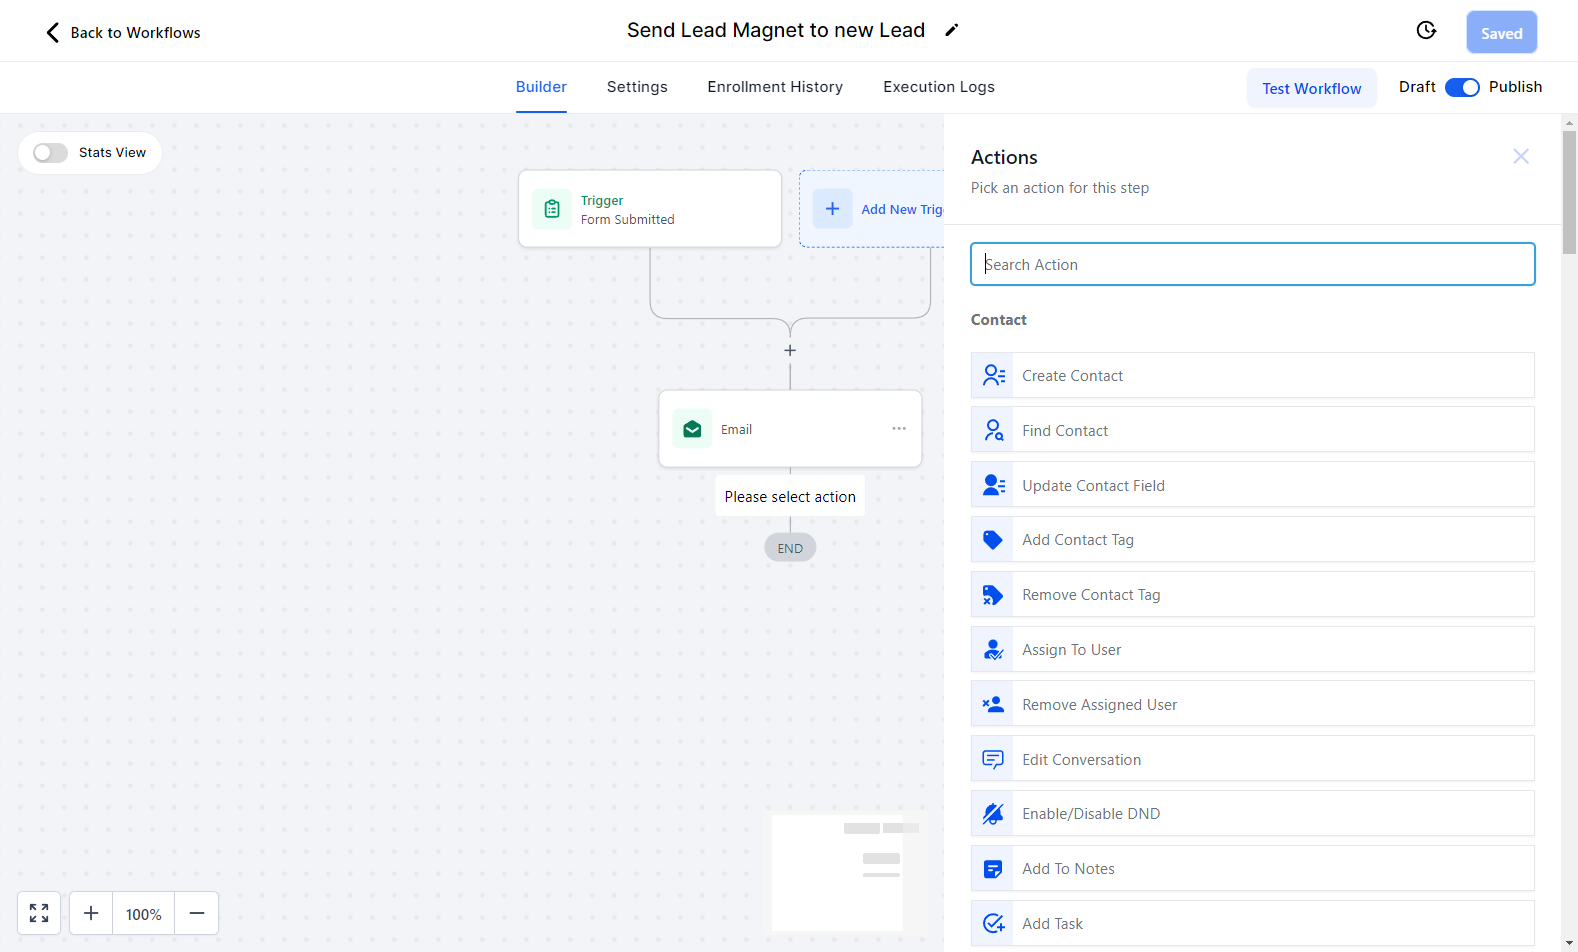 Back to Workflows
Send Lead Magnet to new Lead
Saved
Builder
Settings
Enrollment History
Execution Logs
Test Workflow
Draft
Publish
Stats View
Trigger
Form Submitted
Add New Trig
Email
Please select action
END
100%
Actions
Pick an action for this step
Search Action
Contact
Create Contact
Find Contact
Update Contact Field
Add Contact Tag
Remove Contact Tag
Assign To User
Remove Assigned User
Edit Conversation
Enable/Disable DND
Add To Notes
Add Task